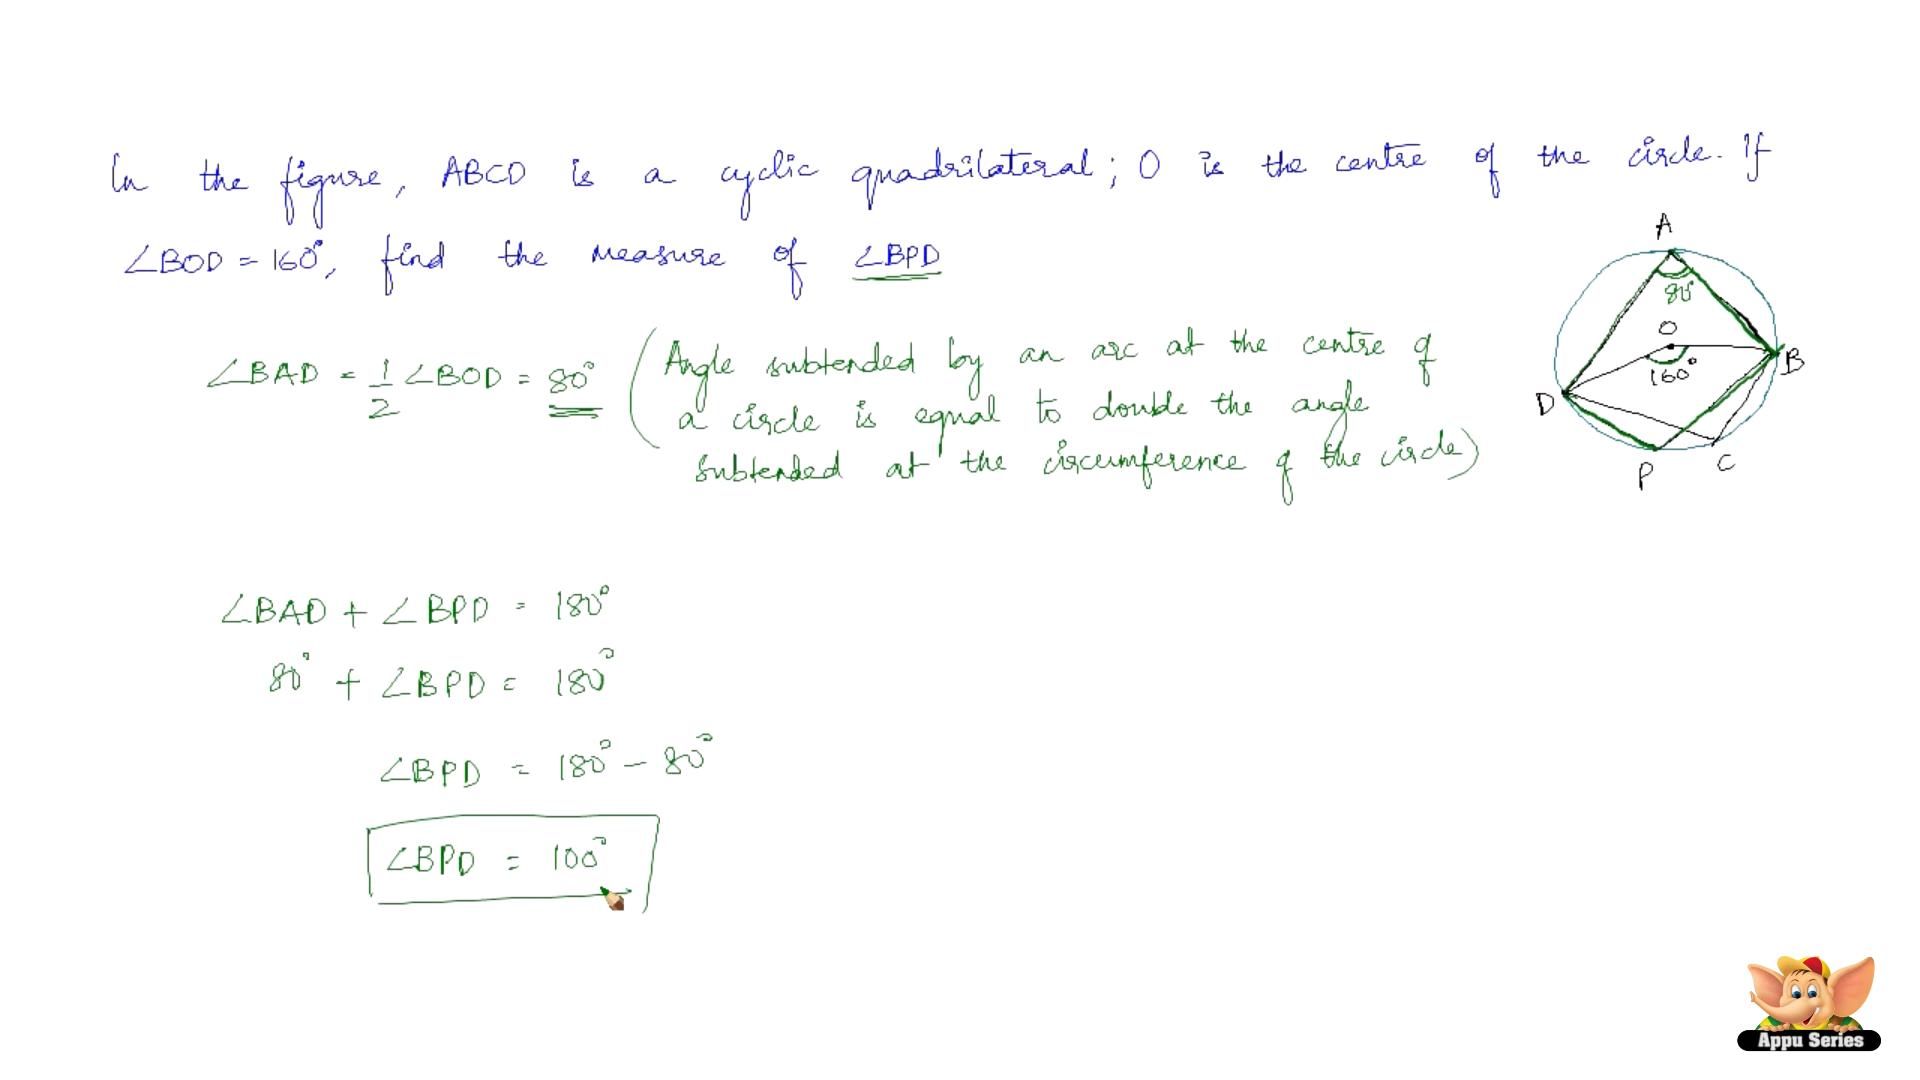 In the figure, ABCD is a cyclic quadrilateral; O is the centre of the circle. If
∠BOD = 160°, find the measure of ∠BPD
A
80°
O
160°
B
D
P
C
∠BAD = 1/2 ∠BOD = 80° (Angle subtended by an arc at the centre of
a circle is equal to double the angle
subtended at the circumference of the circle)
∠BAD + ∠BPD = 180°
80° + ∠BPD = 180°
∠BPD = 180° - 80°
∠BPD = 100°
Appu Series